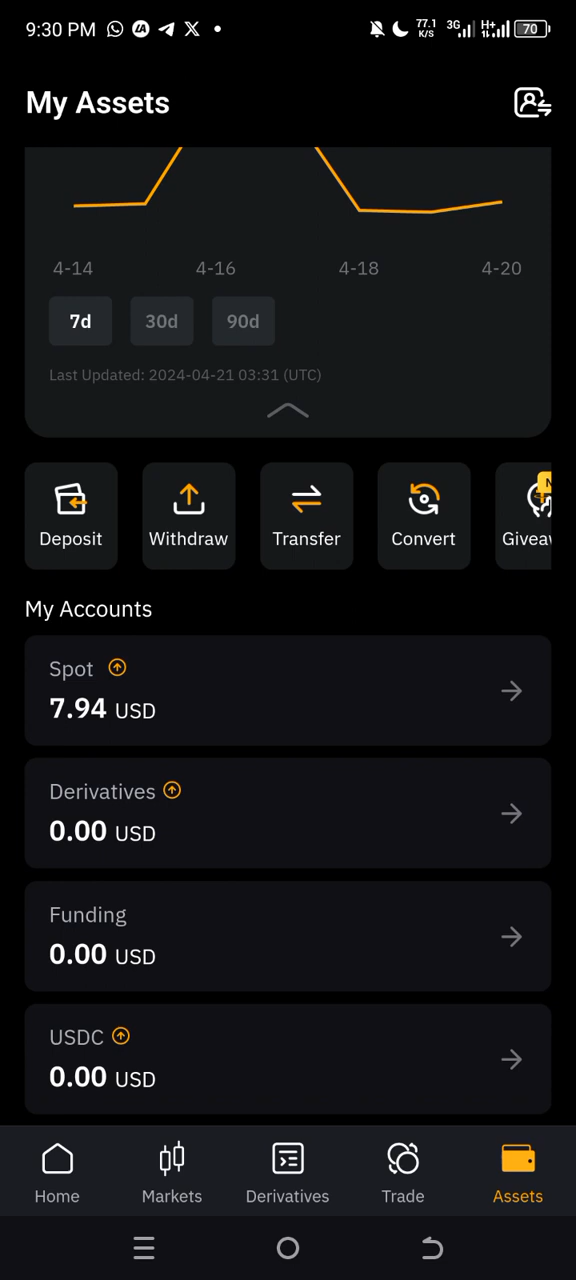 9:30 PM 77.1 K/S 3G H+ 70
My Assets
4-14 4-16 4-18 4-20
7d 30d 90d
Last Updated: 2024-04-21 03:31 (UTC)
Deposit Withdraw Transfer Convert Giveaw
My Accounts
Spot
7.94 USD
Derivatives
0.00 USD
Funding
0.00 USD
USDC
0.00 USD
Home Markets Derivatives Trade Assets